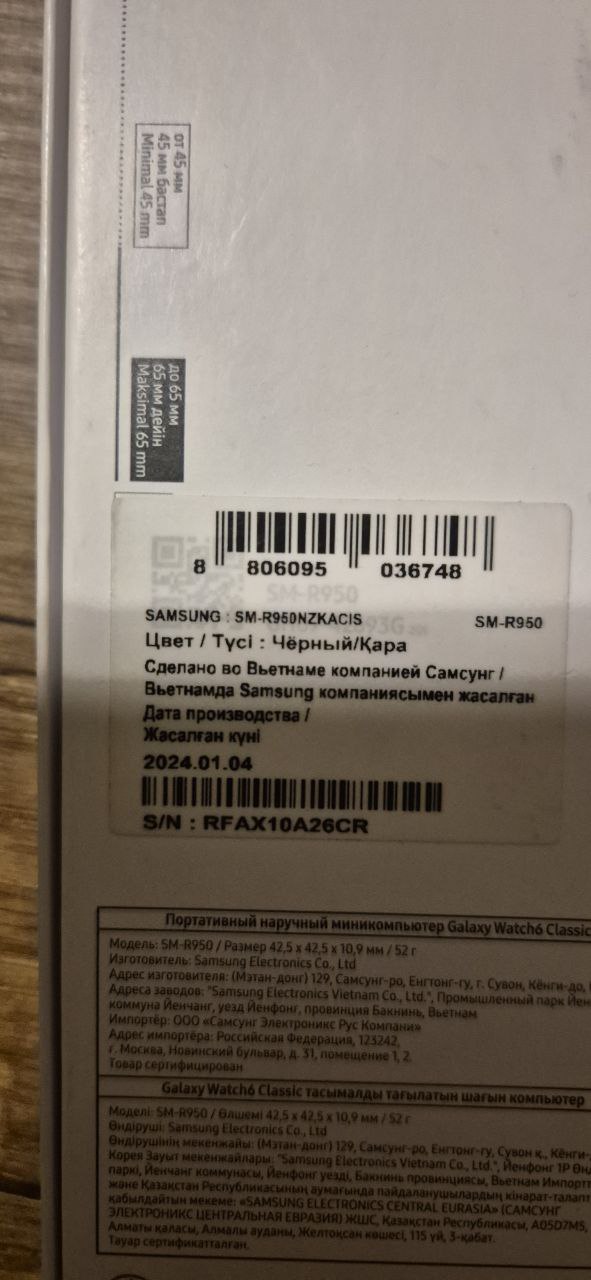 от 45 мм
45 мм бастап
Minimal 45 mm
до 65 мм
65 мм дейін
Maksimal 65 mm
8 806095 036748
SM-R950
SAMSUNG : SM-R950NZKACIS SM-R950
Цвет / Түсі : Чёрный/Қара
Сделано во Вьетнаме компанией Самсунг /
Вьетнамда Samsung компаниясымен жасалған
Дата производства /
Жасалған күні
2024.01.04
S/N : RFAX10A26CR
Портативный наручный миникомпьютер Galaxy Watch6 Classic
Модель: SM-R950 / Размер 42,5 x 42,5 x 10,9 мм / 52 г
Изготовитель: Samsung Electronics Co., Ltd
Адрес изготовителя: (Мэтан-донг) 129, Самсунг-ро, Енгтонг-гу, г. Сувон, Кёнги-до,
Адреса заводов: "Samsung Electronics Vietnam Co., Ltd.", Промышленный парк Йен
коммуна Йенчанг, уезд Йенфонг, провинция Бакнинь, Вьетнам
Импортёр: ООО «Самсунг Электроникс Рус Компани»
Адрес импортёра: Российская Федерация, 123242,
г. Москва, Новинский бульвар, д. 31, помещение 1, 2.
Товар сертифицирован
Galaxy Watch6 Classic тасымалды тағылатын шағын компьютер
Моделі: SM-R950 / Өлшемі 42,5 x 42,5 x 10,9 мм / 52 г
Өндіруші: Samsung Electronics Co., Ltd
Өндірушінің мекенжайы: (Мэтан-донг) 129, Самсунг-ро, Енгтонг-гу, Сувон қ., Кёнги-
Корея Зауыт мекенжайлары: "Samsung Electronics Vietnam Co., Ltd.", Йенфонг 1Р Өн
паркі, Йенчанг коммунасы, Йенфонг уезді, Бакнинь провинциясы, Вьетнам Импортт
және Қазақстан Республикасының аумағында пайдаланушылардың кінәрат-талапт
қабылдайтын мекеме: «SAMSUNG ELECTRONICS CENTRAL EURASIA» (САМСУНГ
ЭЛЕКТРОНИКС ЦЕНТРАЛЬНАЯ ЕВРАЗИЯ) ЖШС, Қазақстан Республикасы, A05D7M5,
Алматы қаласы, Алмалы ауданы, Желтоқсан көшесі, 115 үй, 3-қабат.
Тауар сертификатталған.